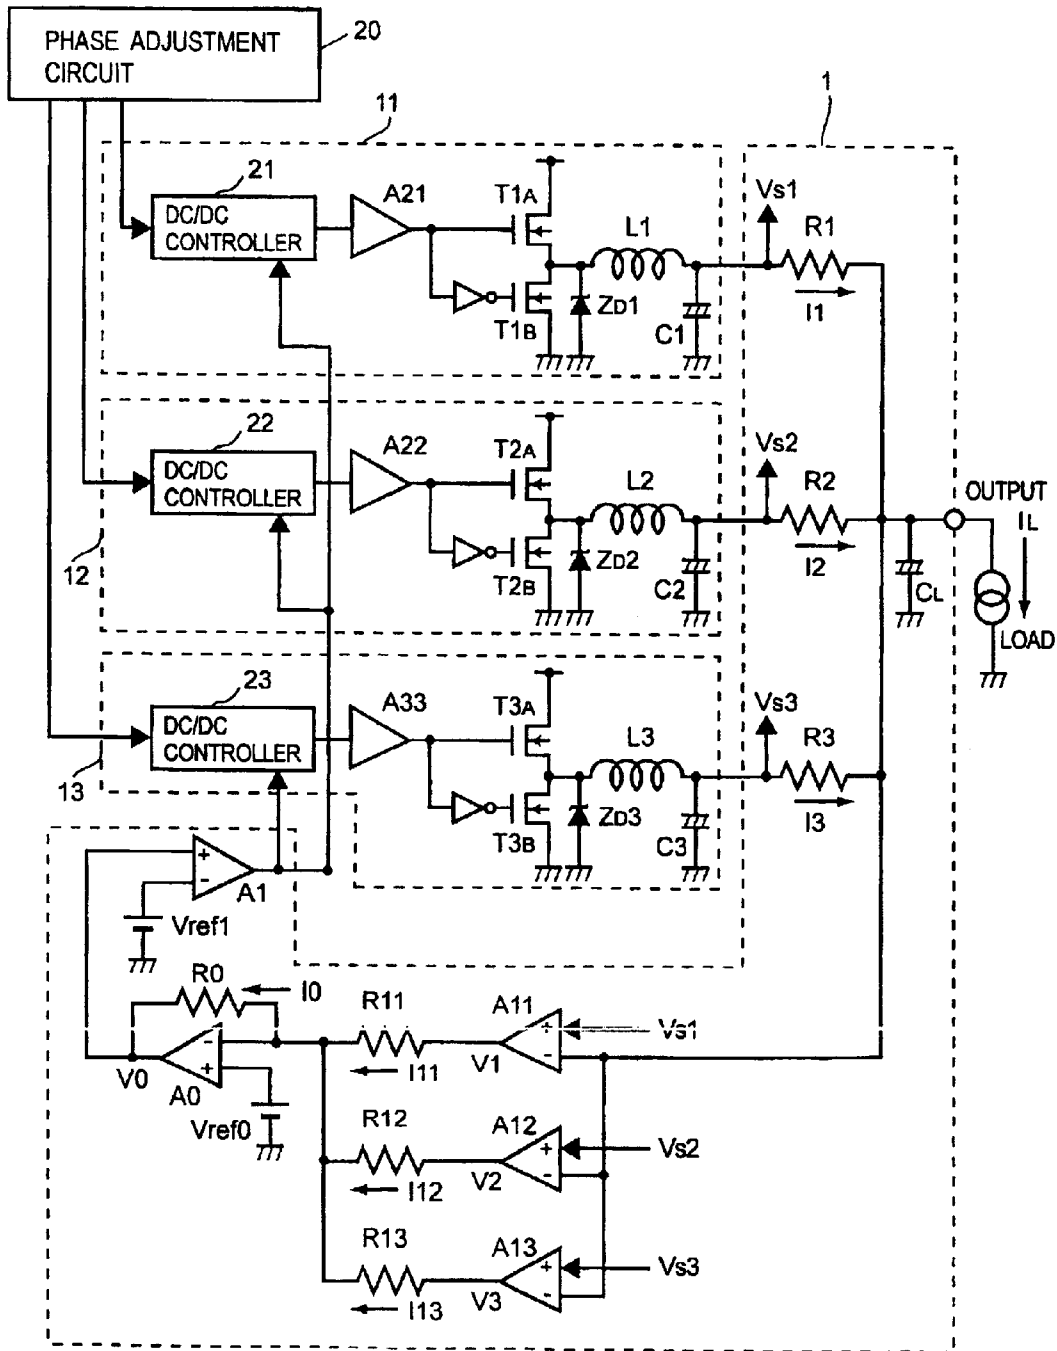 PHASE ADJUSTMENT
CIRCUIT
20
11
1
21
DC/DC
CONTROLLER
A21
T1A
T1B
ZD1
L1
C1
Vs1
R1
I1
12
22
DC/DC
CONTROLLER
A22
T2A
T2B
ZD2
L2
C2
Vs2
R2
I2
CL
OUTPUT
IL
LOAD
13
23
DC/DC
CONTROLLER
A33
T3A
T3B
ZD3
L3
C3
Vs3
R3
I3
+
-
A1
Vref1
R0
I0
-
+
V0
A0
Vref0
R11
I11
A11
V1
+
-
Vs1
R12
I12
A12
V2
+
-
Vs2
R13
I13
A13
V3
+
-
Vs3